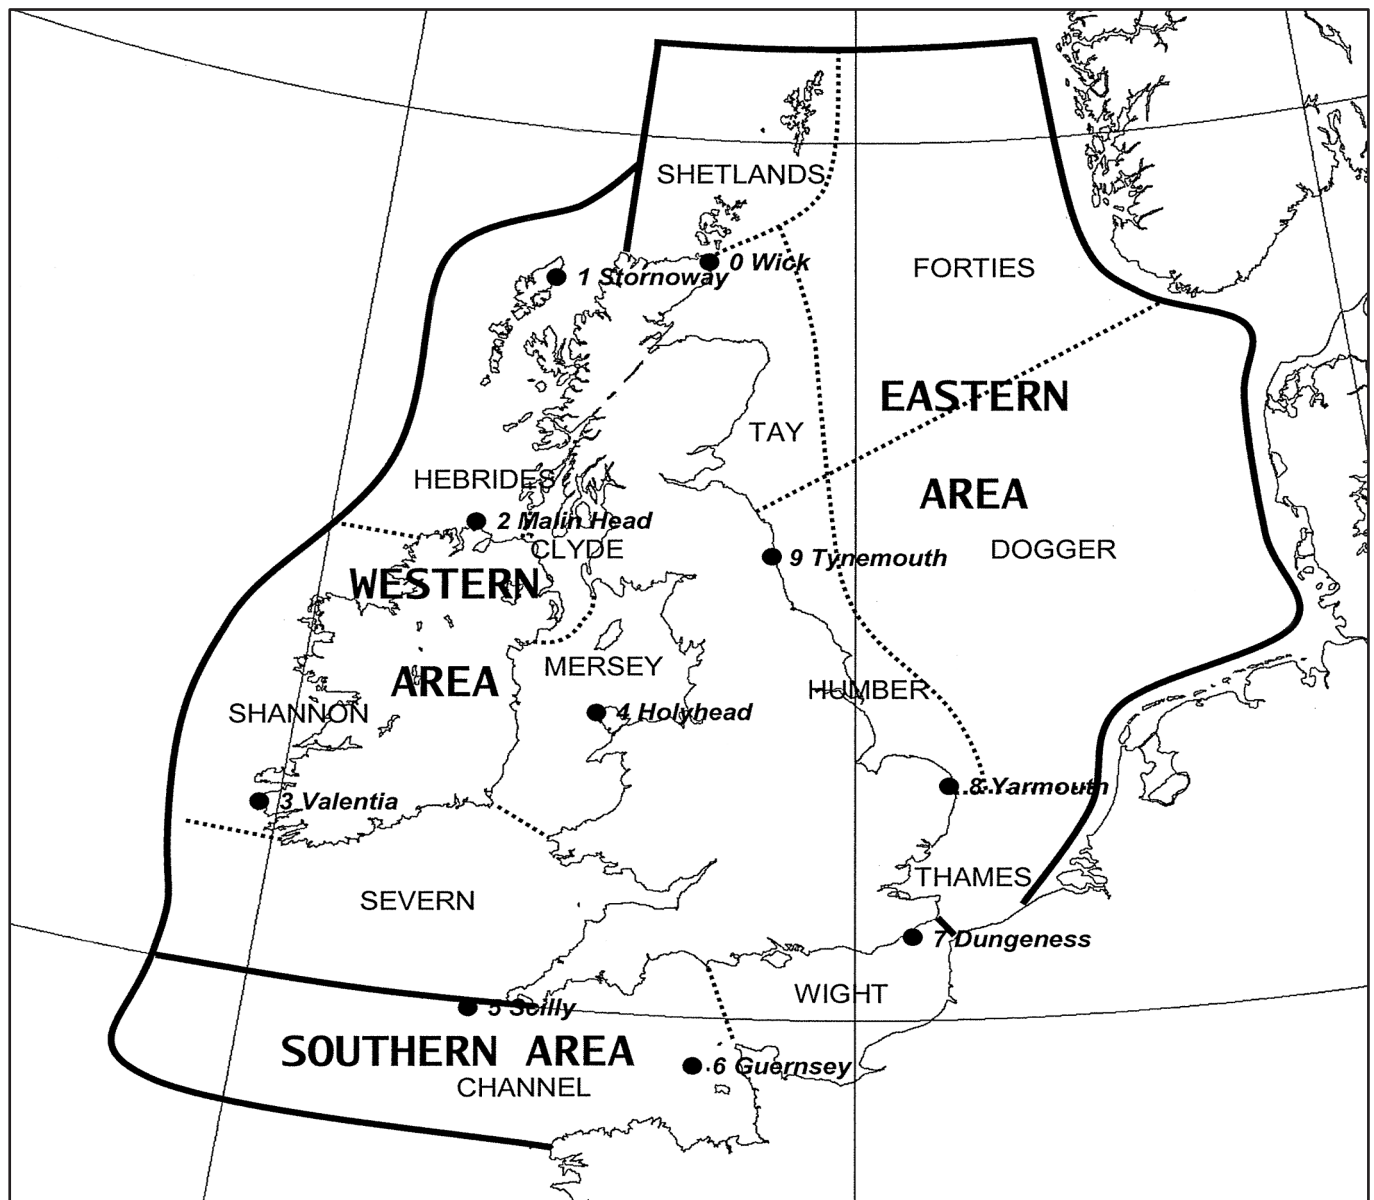 SHETLANDS
0 Wick
FORTIES
1 Stornoway
EASTERN
TAY
HEBRIDES
AREA
2 Malin Head
CLYDE
DOGGER
9 Tynemouth
WESTERN
MERSEY
AREA
HUMBER
SHANNON
4 Holyhead
8 Yarmouth
3 Valentia
THAMES
SEVERN
7 Dungeness
WIGHT
5 Scilly
SOUTHERN AREA
6 Guernsey
CHANNEL